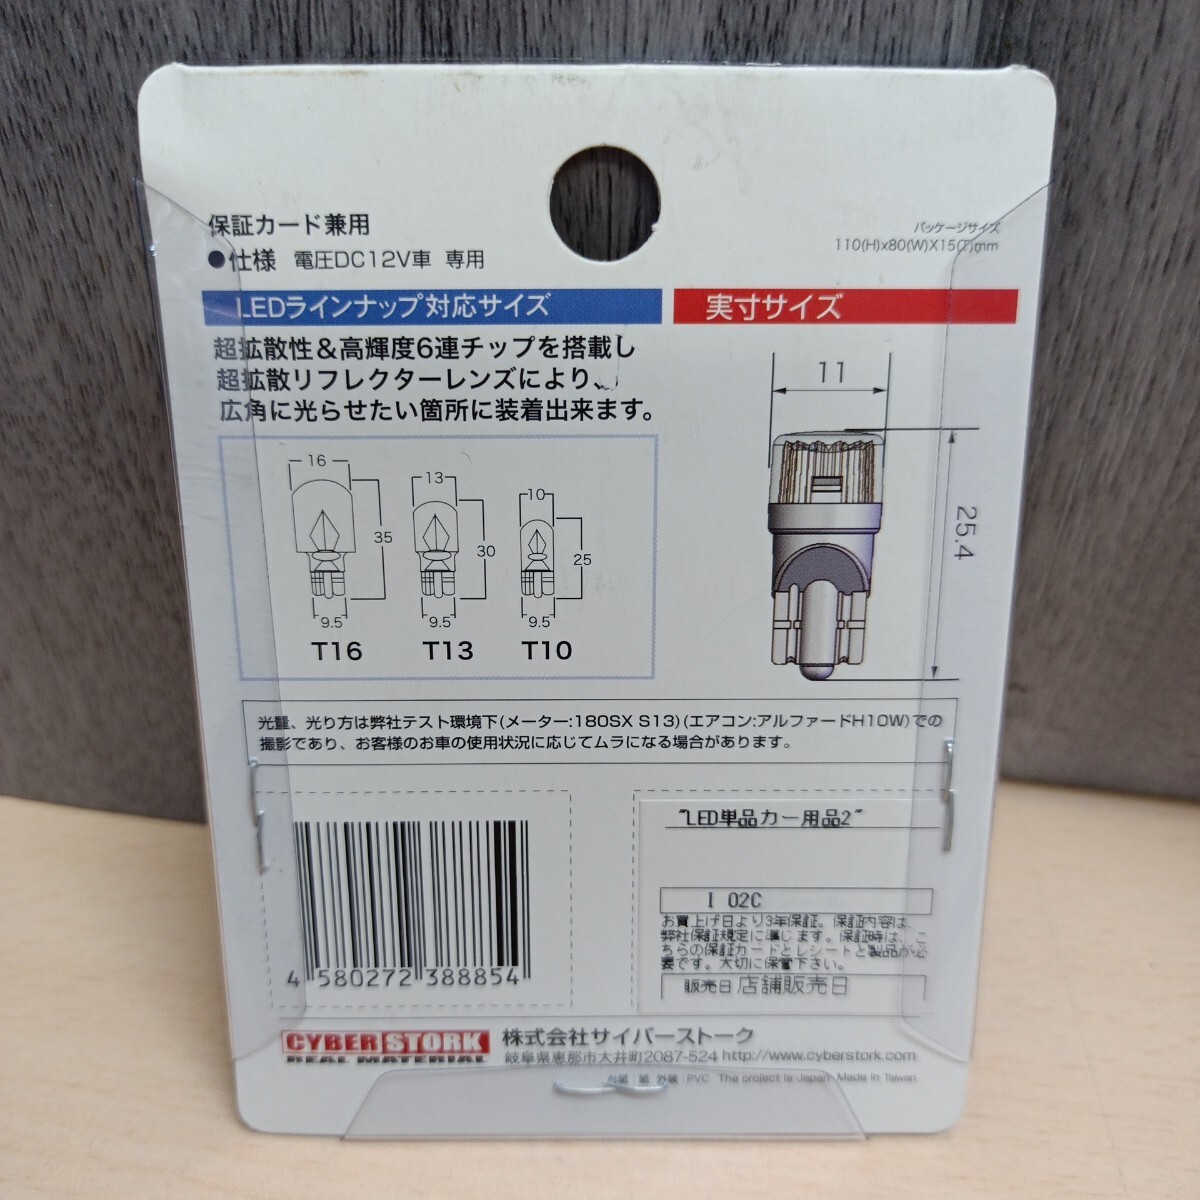 保証カード兼用
●仕様 電圧DC12V車 専用
パッケージサイズ
110(H)x80(W)X15(T)mm
LEDラインナップ対応サイズ
超拡散性&高輝度6連チップを搭載し
超拡散リフレクターレンズにより、
広角に光らせたい箇所に装着出来ます。
16
35
9.5
T16
13
30
9.5
T13
10
25
9.5
T10
実寸サイズ
11
25.4
光量、光り方は弊社テスト環境下(メーター:180SX S13)(エアコン:アルファードH10W)での
撮影であり、お客様のお車の使用状況に応じてムラになる場合があります。
4 580272 388854
"LED単品カー用品2"
I 02C
お買上げ日より3年保証。保証内容は、
弊社保証規定に準じます。保証時は、こ
ちらの保証カードとレシートと製品が必
要です。大切に保管下さい。
販売日 店舗販売日
CYBER STORK
REAL MATERIAL
株式会社サイバーストーク
岐阜県恵那市大井町2087-524 http://www.cyberstork.com
台紙:紙 外装:PVC The project is Japan Made in Taiwan